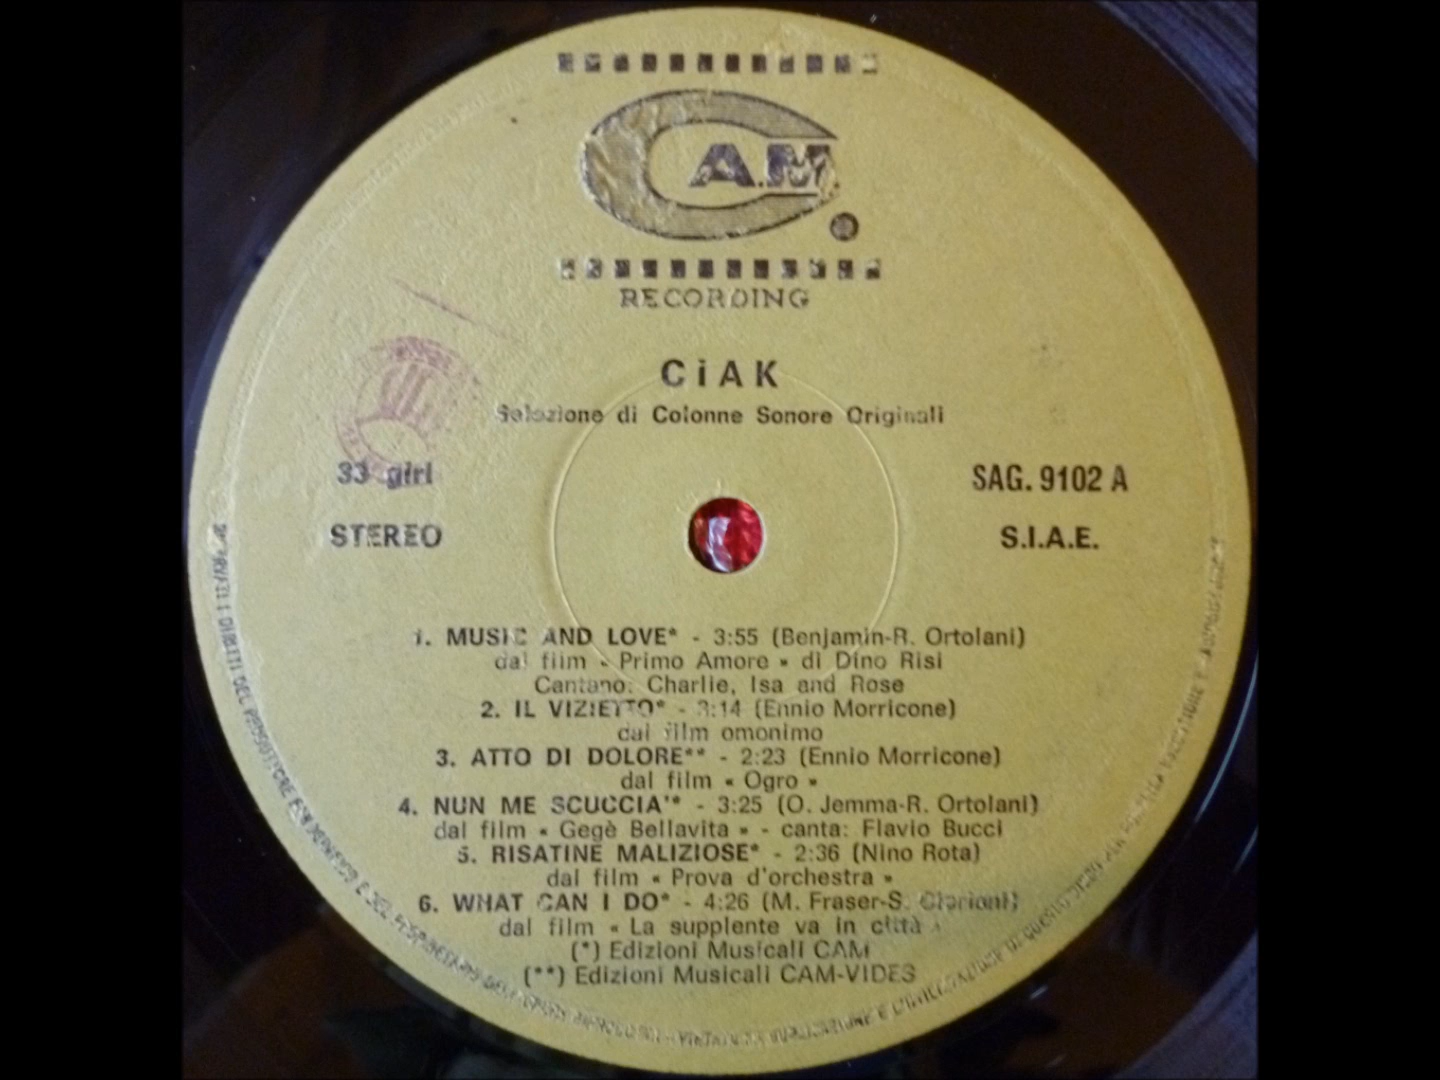 CAM
RECORDING
CiAK
Selezione di Colonne Sonore Originali
33 giri
SAG. 9102 A
STEREO
S.I.A.E.
1. MUSIC AND LOVE* - 3:55 (Benjamin-R. Ortolani)
dal film « Primo Amore » di Dino Risi
Cantano: Charlie, Isa and Rose
2. IL VIZIETTO* - 3:14 (Ennio Morricone)
dal film omonimo
3. ATTO DI DOLORE** - 2:23 (Ennio Morricone)
dal film « Ogro »
4. NUN ME SCUCCIA'* - 3:25 (O. Jemma-R. Ortolani)
dal film « Gegè Bellavita » - canta: Flavio Bucci
5. RISATINE MALIZIOSE* - 2:36 (Nino Rota)
dal film « Prova d'orchestra »
6. WHAT CAN I DO* - 4:26 (M. Fraser-S.
dal film « La supplente va in città »
(*) Edizioni Musicali CAM
(**) Edizioni Musicali CAM-VIDES
RISERVATI I DIRITTI DEL PRODUTTORE